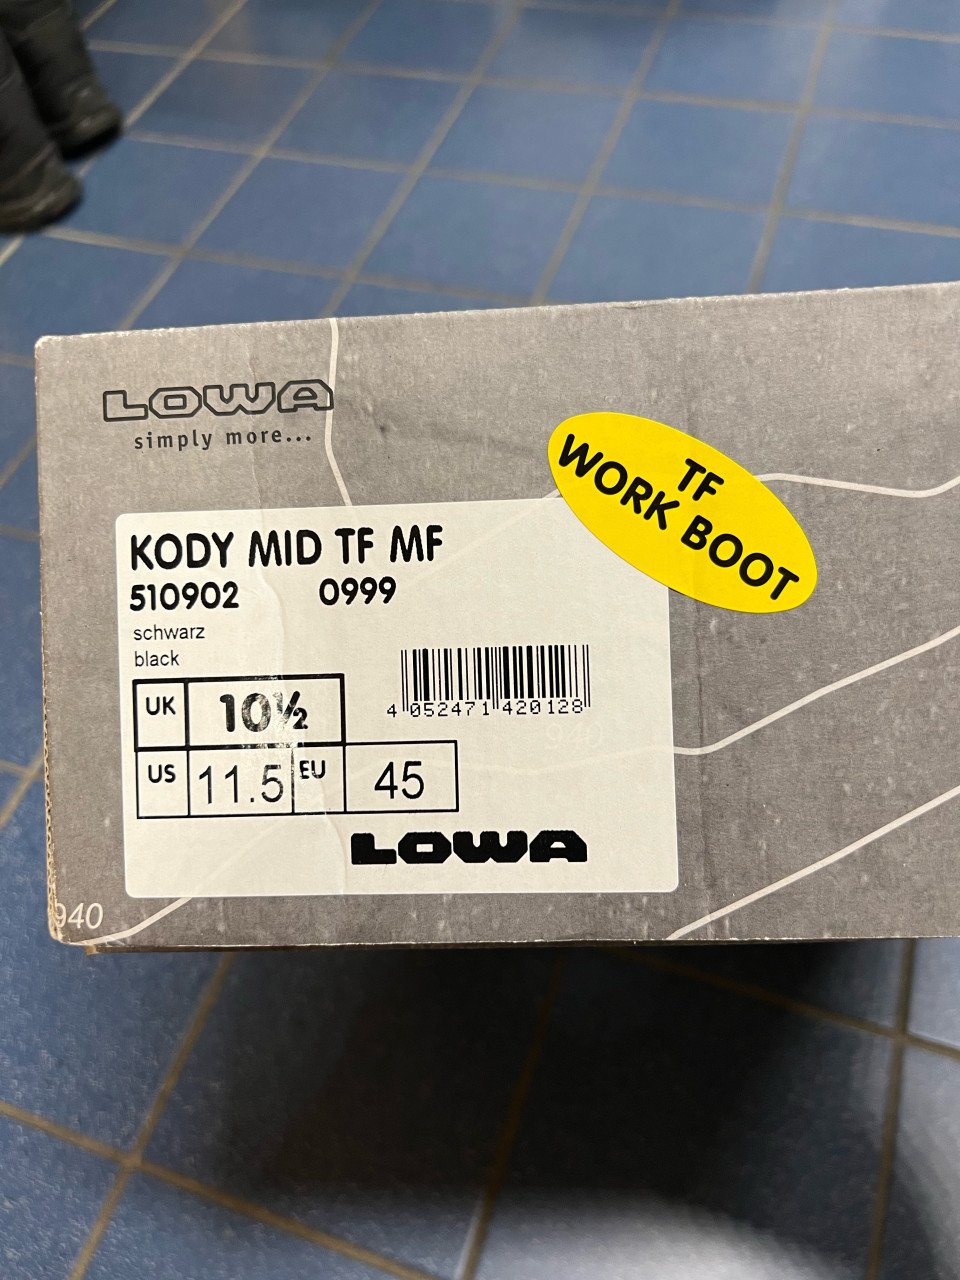 LOWA
simply more...
TF
WORK BOOT
KODY MID TF MF
510902 0999
schwarz
black
4 052471 420128
UK 10½
US 11.5 EU 45
LOWA
940